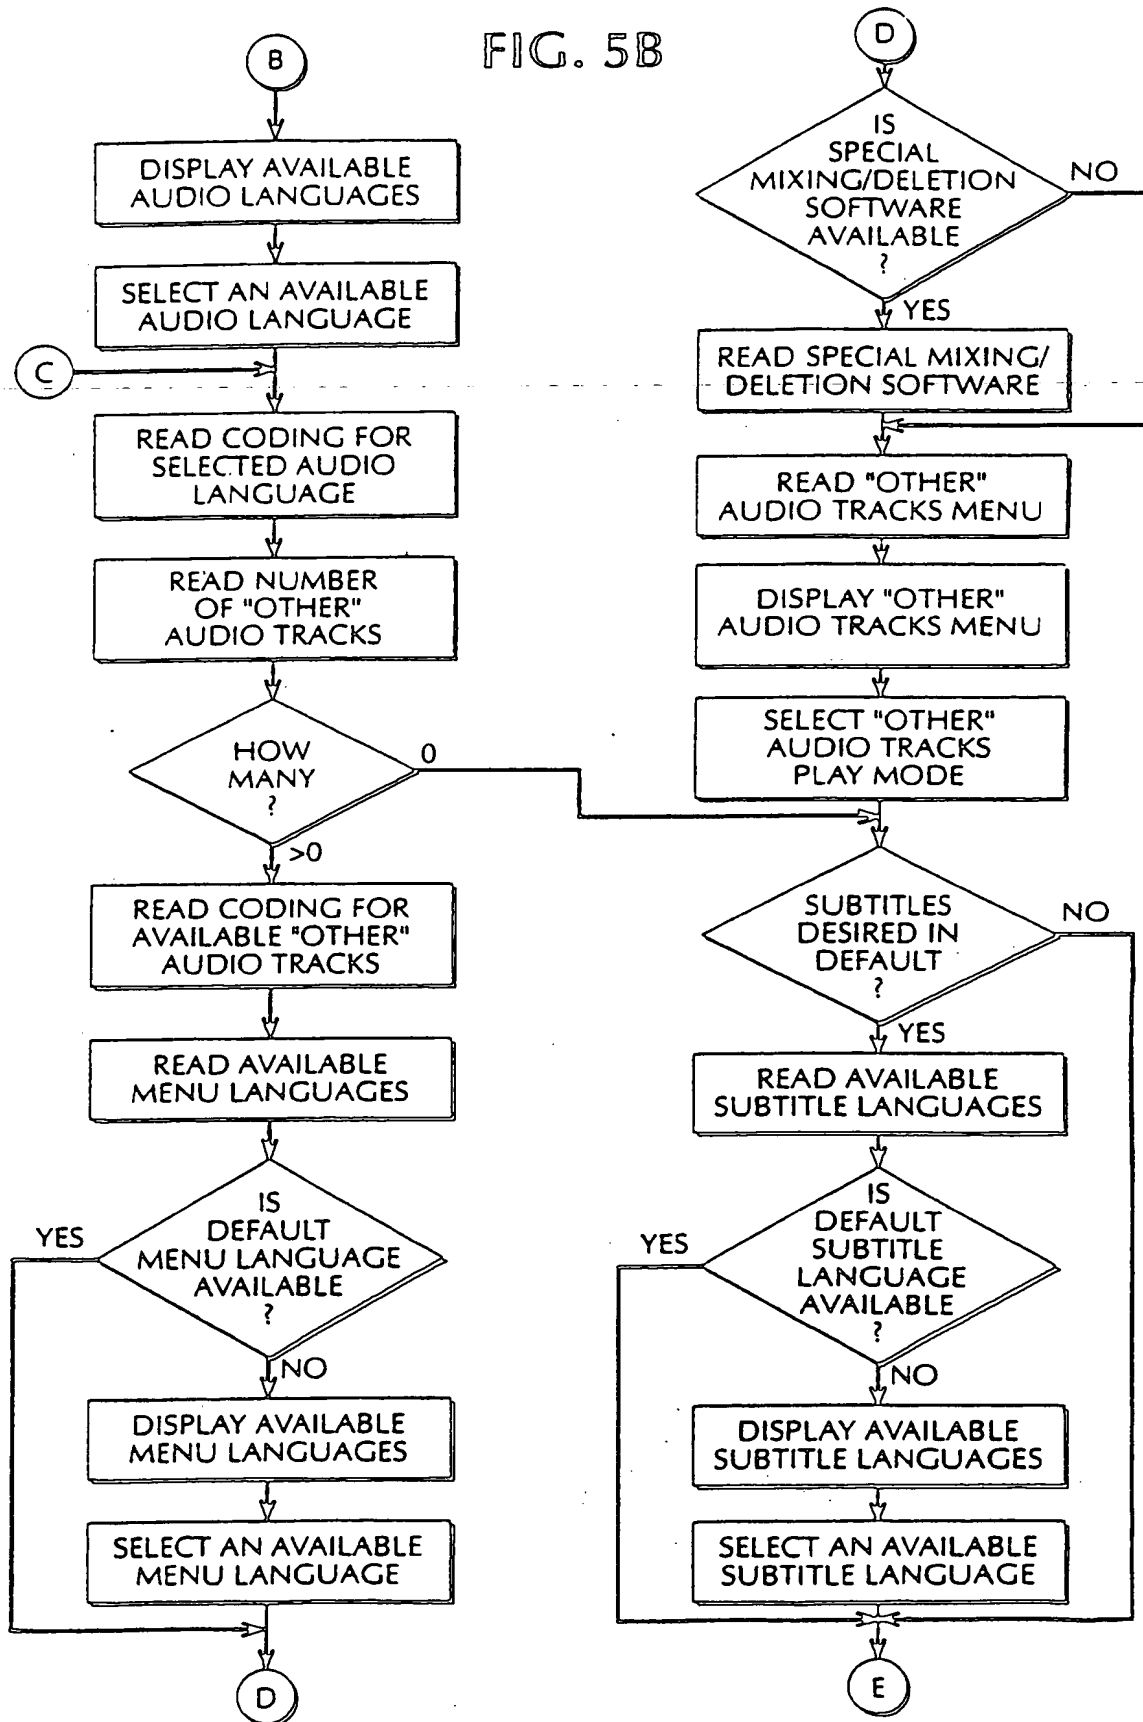 FIG. 5B
B
DISPLAY AVAILABLE
AUDIO LANGUAGES
SELECT AN AVAILABLE
AUDIO LANGUAGE
C
READ CODING FOR
SELECTED AUDIO
LANGUAGE
READ NUMBER
OF "OTHER"
AUDIO TRACKS
HOW
MANY
?
0
>0
READ CODING FOR
AVAILABLE "OTHER"
AUDIO TRACKS
READ AVAILABLE
MENU LANGUAGES
IS
DEFAULT
MENU LANGUAGE
AVAILABLE
?
YES
NO
DISPLAY AVAILABLE
MENU LANGUAGES
SELECT AN AVAILABLE
MENU LANGUAGE
D
D
IS
SPECIAL
MIXING/DELETION
SOFTWARE
AVAILABLE
?
NO
YES
READ SPECIAL MIXING/
DELETION SOFTWARE
READ "OTHER"
AUDIO TRACKS MENU
DISPLAY "OTHER"
AUDIO TRACKS MENU
SELECT "OTHER"
AUDIO TRACKS
PLAY MODE
SUBTITLES
DESIRED IN
DEFAULT
?
NO
YES
READ AVAILABLE
SUBTITLE LANGUAGES
IS
DEFAULT
SUBTITLE
LANGUAGE
AVAILABLE
?
YES
NO
DISPLAY AVAILABLE
SUBTITLE LANGUAGES
SELECT AN AVAILABLE
SUBTITLE LANGUAGE
E